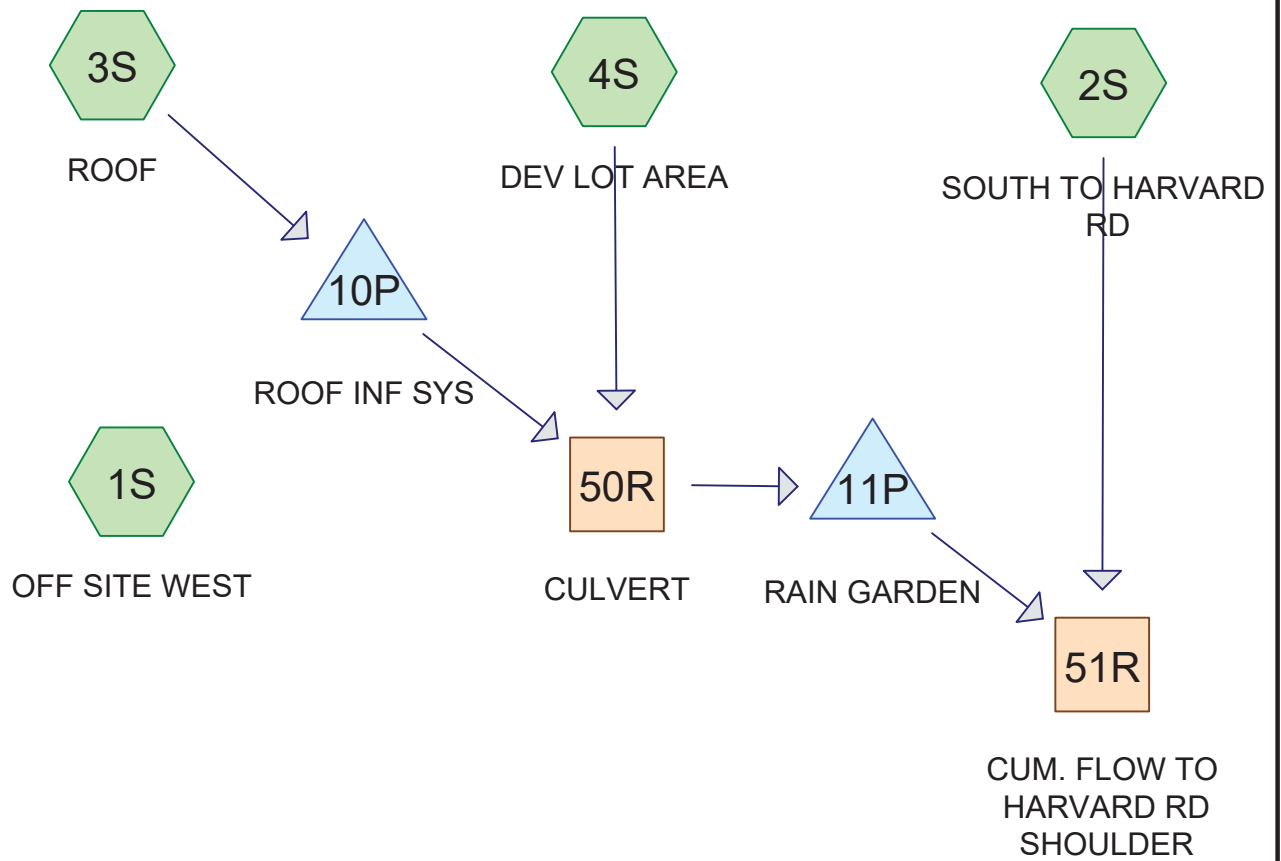 3S
ROOF
4S
DEV LOT AREA
2S
SOUTH TO HARVARD
RD
10P
ROOF INF SYS
1S
OFF SITE WEST
50R
CULVERT
11P
RAIN GARDEN
51R
CUM. FLOW TO
HARVARD RD
SHOULDER